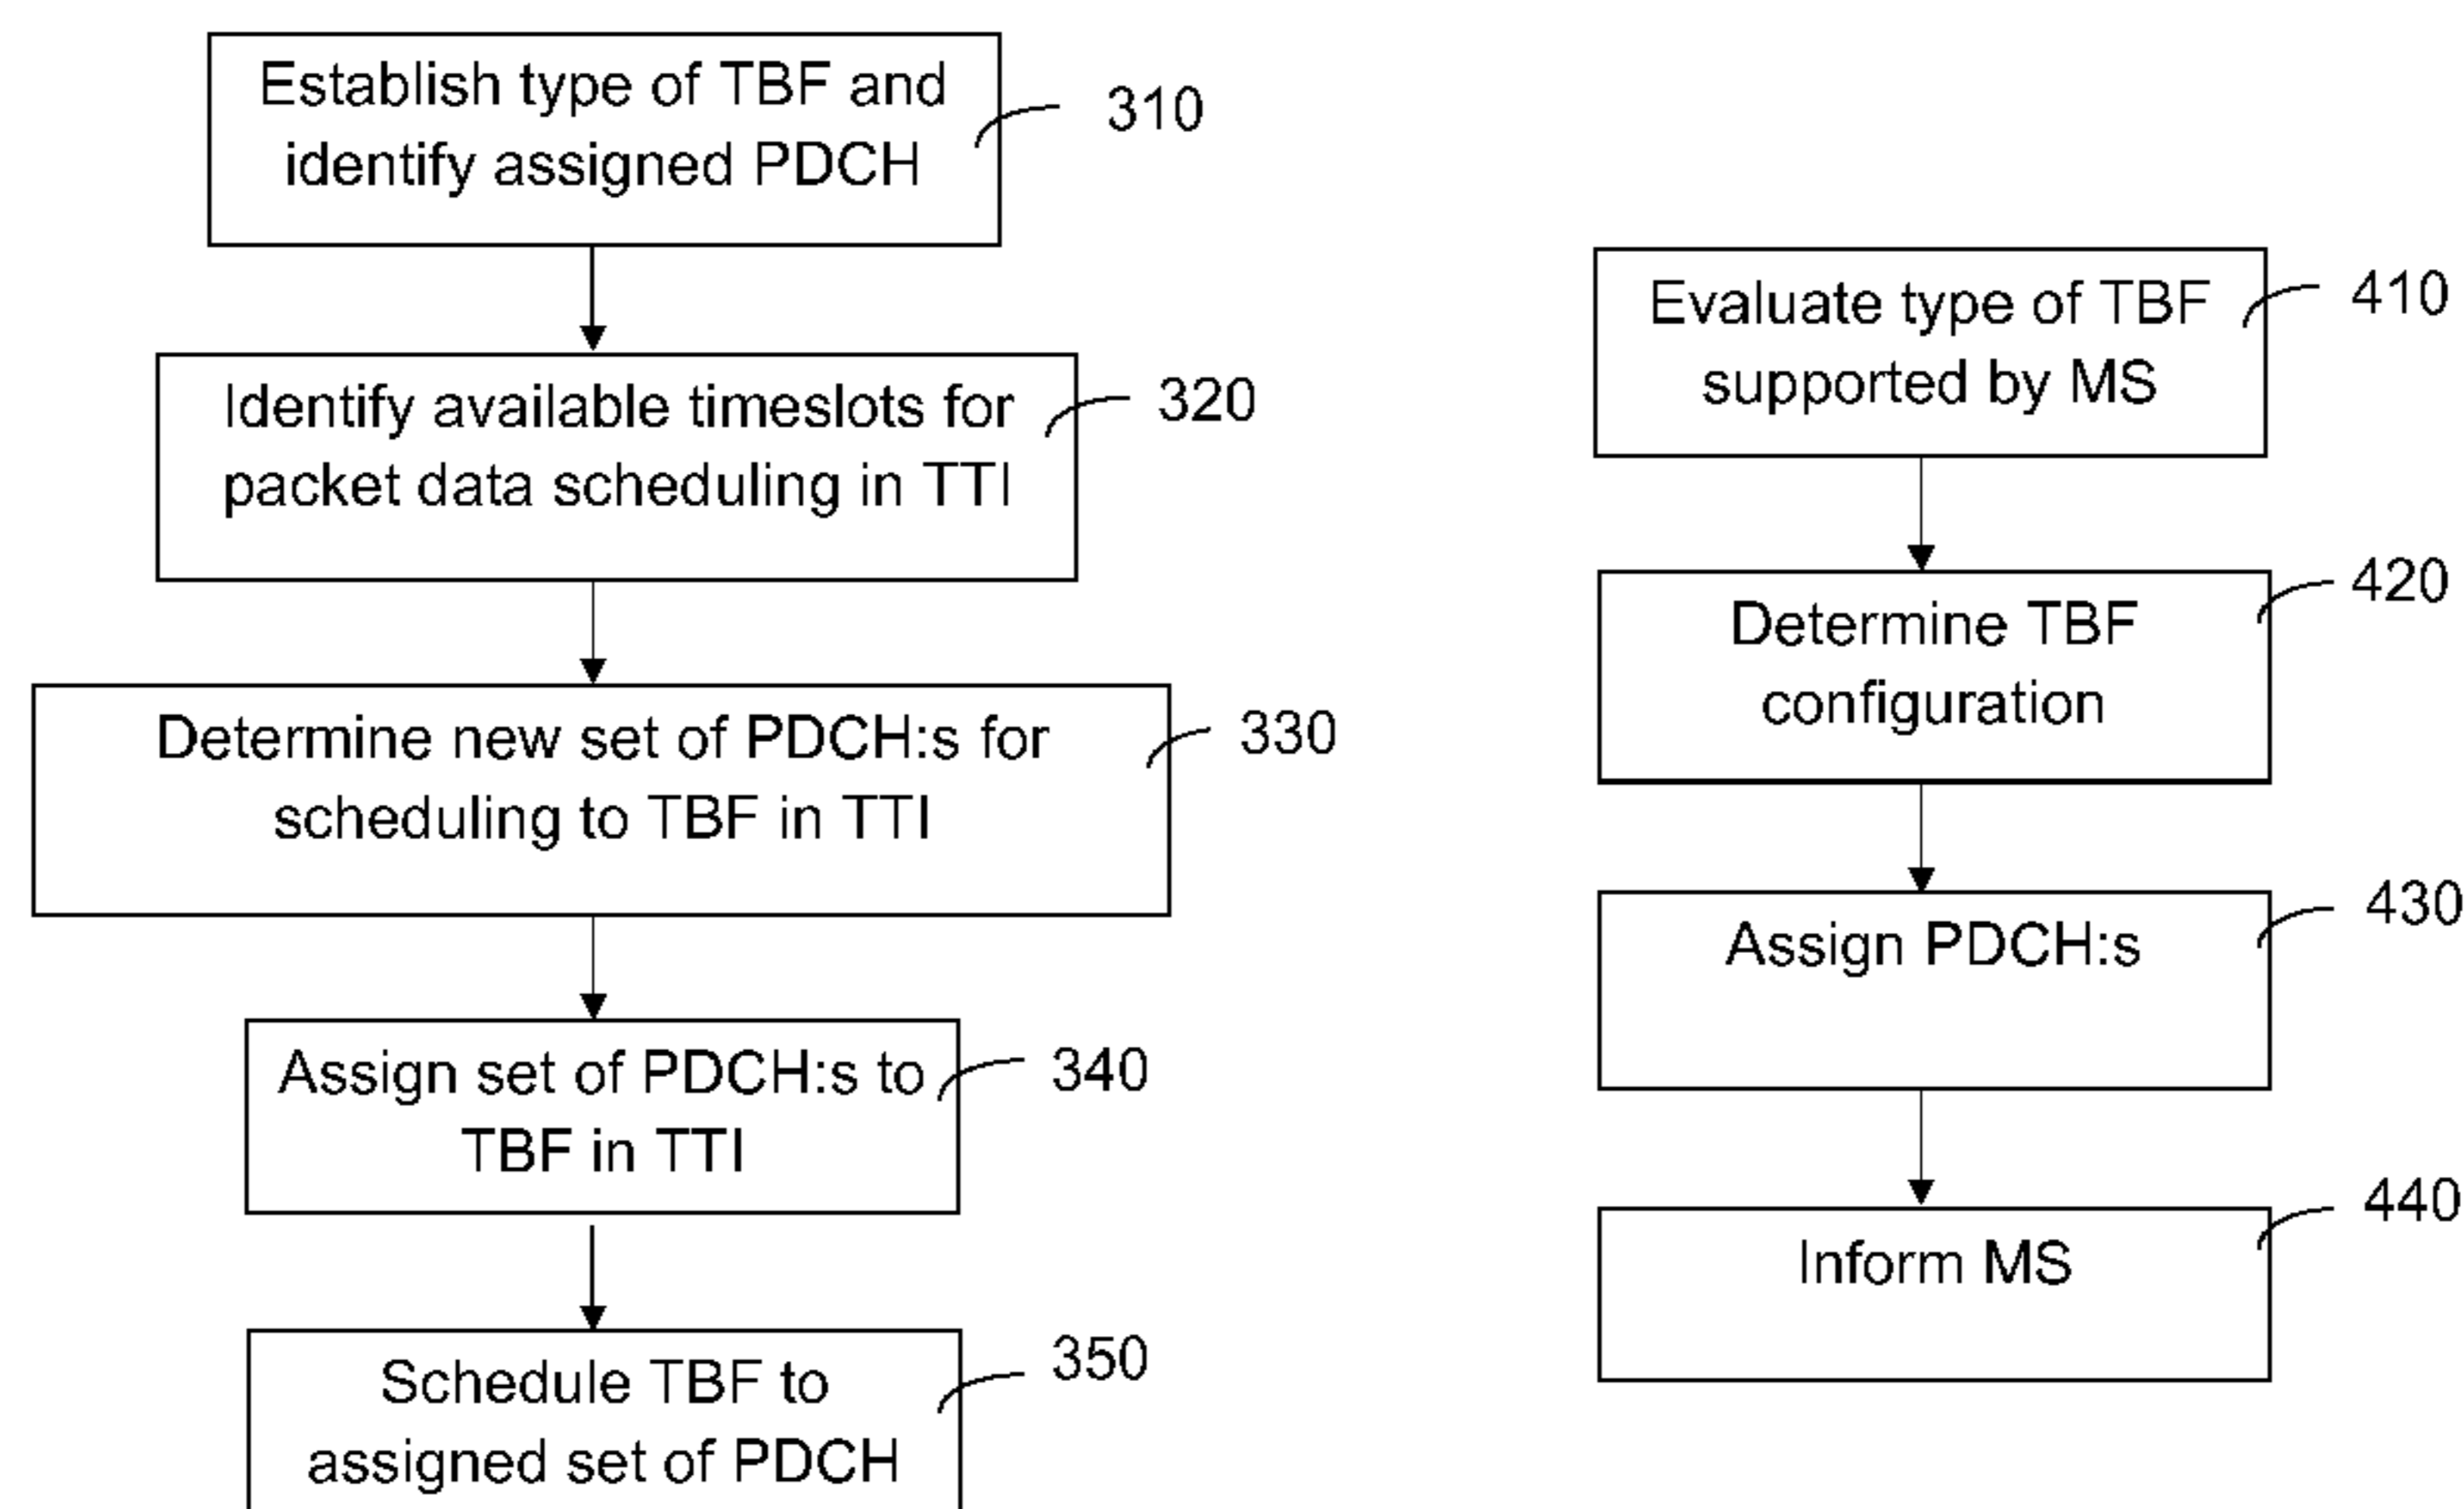 Establish type of TBF and
identify assigned PDCH
310
Identify available timeslots for
packet data scheduling in TTI
320
Determine new set of PDCH:s for
scheduling to TBF in TTI
330
Assign set of PDCH:s to
TBF in TTI
340
Schedule TBF to
assigned set of PDCH
350
Evaluate type of TBF
supported by MS
410
Determine TBF
configuration
420
Assign PDCH:s
430
Inform MS
440